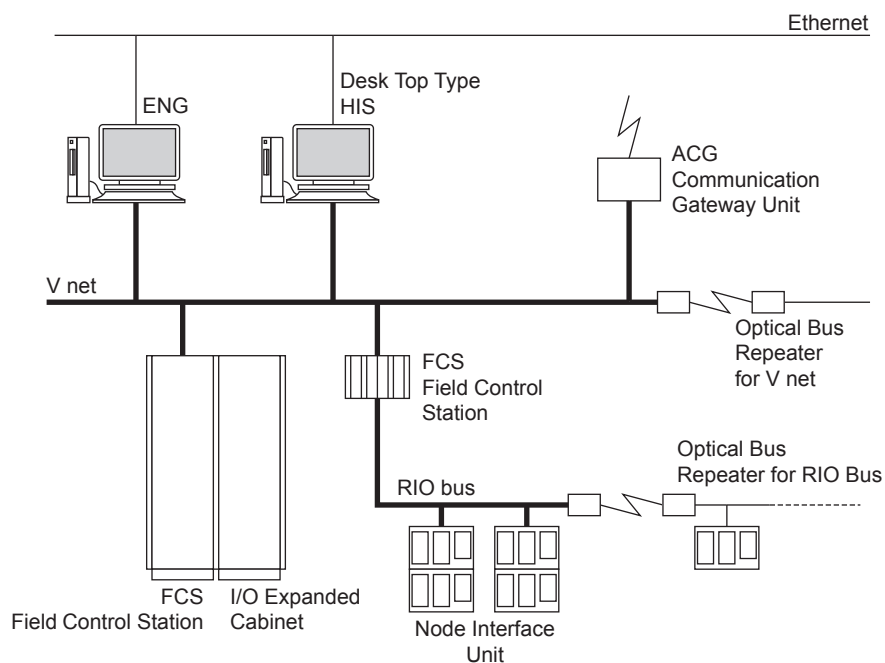 Ethernet
Desk Top Type
HIS
ENG
ACG
Communication
Gateway Unit
V net
Optical Bus
Repeater
for V net
FCS
Field Control
Station
Optical Bus
Repeater for RIO Bus
RIO bus
FCS
Field Control Station
I/O Expanded
Cabinet
Node Interface
Unit